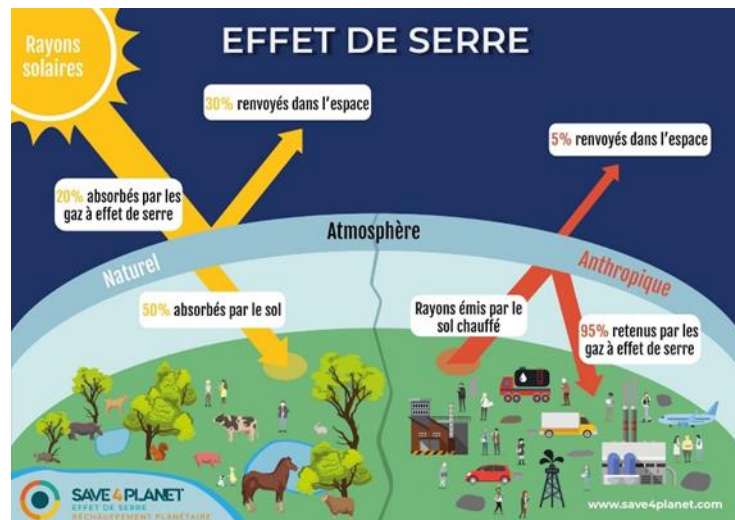 EFFET DE SERRE
Rayons
solaires
30% renvoyés dans l'espace
5% renvoyés dans l'espace
20% absorbés par les
gaz à effet de serre
Atmosphère
Naturel
Anthropique
50% absorbés par le sol
Rayons émis par le
sol chauffé
95% retenus par les
gaz à effet de serre
SAVE4PLANET
EFFET DE SERRE
RÉCHAUFFEMENT PLANÉTAIRE
www.save4planet.com